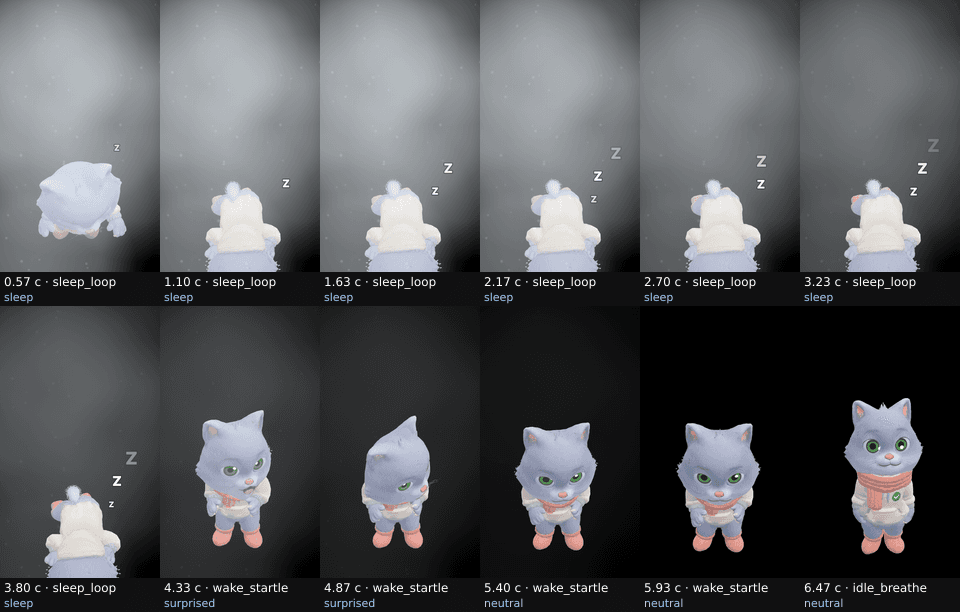 z
z
z
z
z
z
z
z
z
z
z
z
z
0.57 c · sleep_loop
sleep
1.10 c · sleep_loop
sleep
1.63 c · sleep_loop
sleep
2.17 c · sleep_loop
sleep
2.70 c · sleep_loop
sleep
3.23 c · sleep_loop
sleep
z
z
z
3.80 c · sleep_loop
sleep
4.33 c · wake_startle
surprised
4.87 c · wake_startle
surprised
5.40 c · wake_startle
neutral
5.93 c · wake_startle
neutral
6.47 c · idle_breathe
neutral